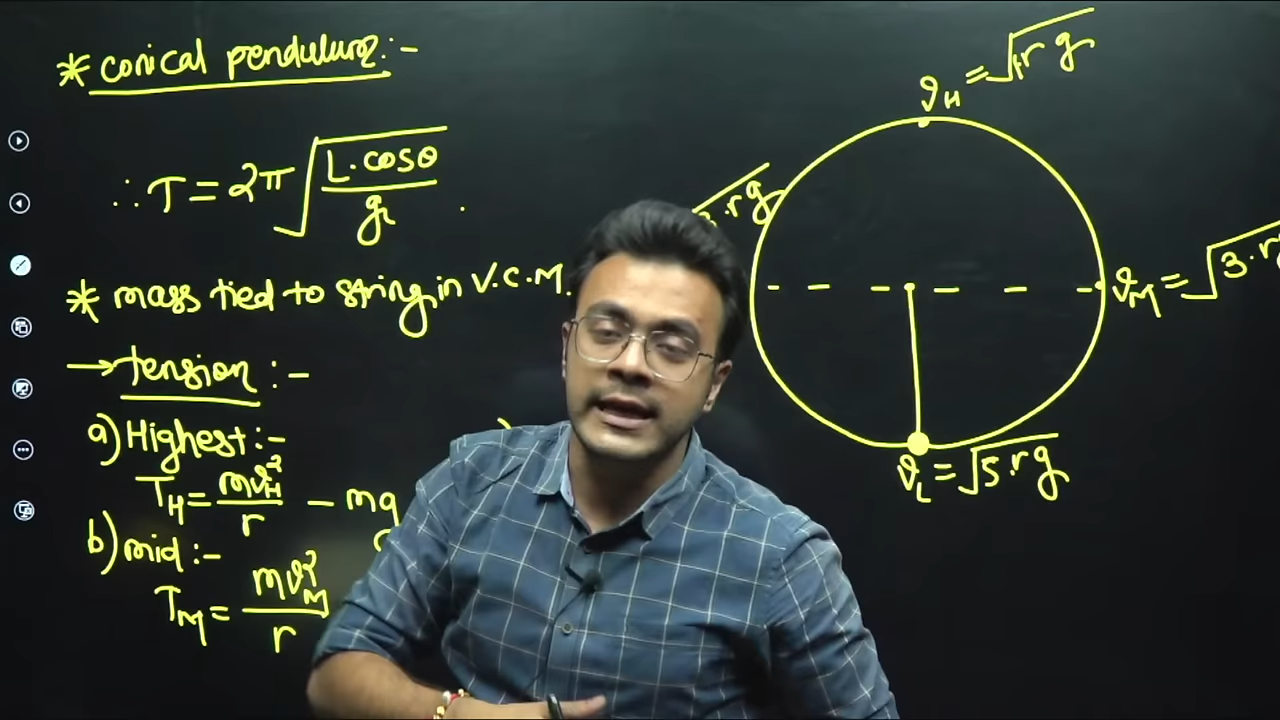 * conical pendulum:-
∴ T = 2π √(L·cosθ/g)
* mass tied to string in V.C.M.
→ tension :-
a) Highest:-
T_H = mv_H²/r - mg
b) mid:-
T_M = mv_M²/r
v_H = √1rg
·rg
v_M = √3·r
v_L = √5·rg